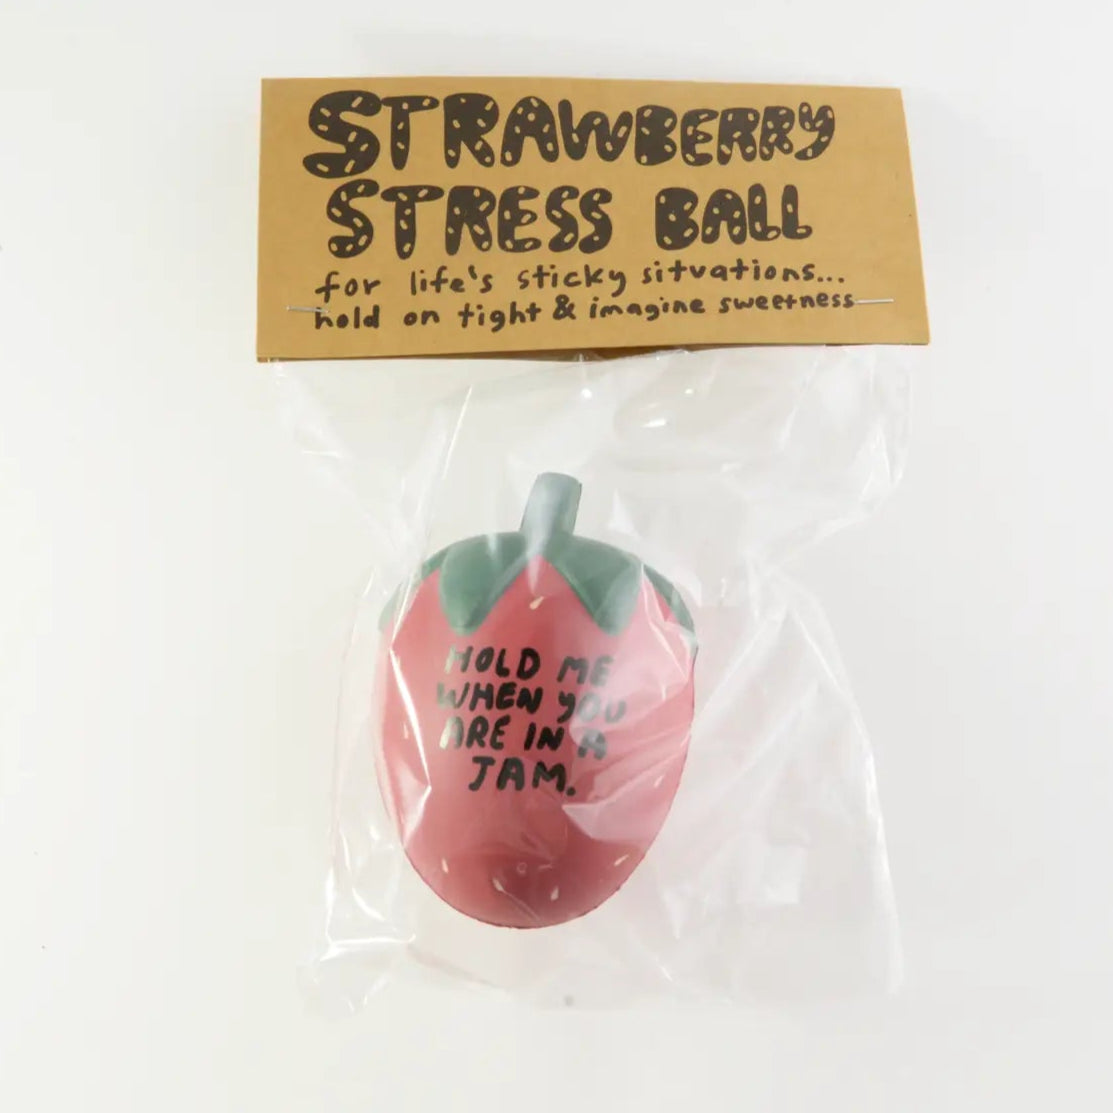 STRAWBERRY
STRESS BALL
for life's sticky situations...
hold on tight & imagine sweetness
HOLD ME
WHEN YOU
ARE IN A
JAM.